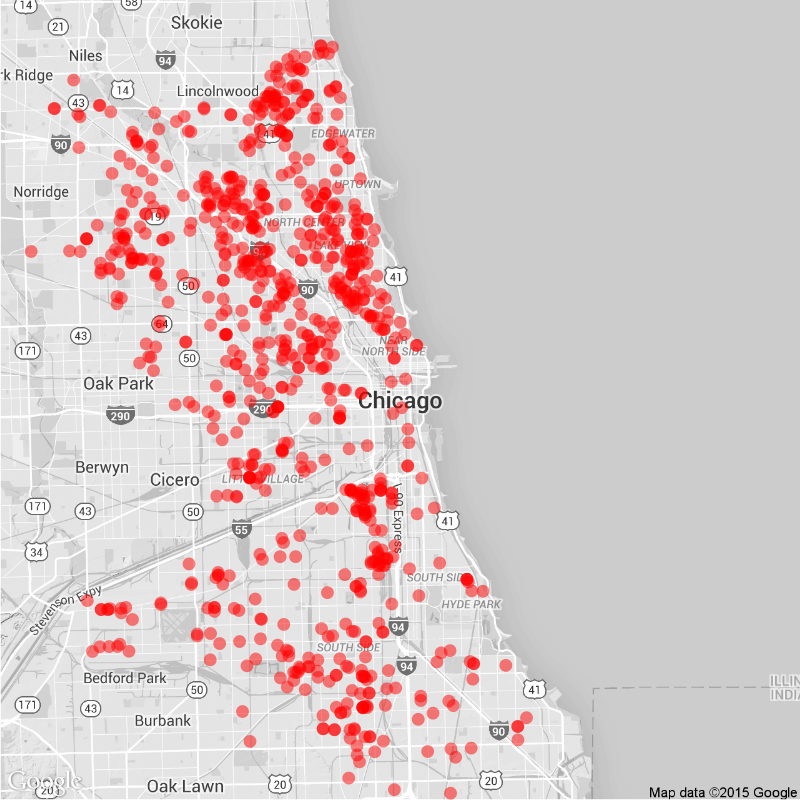 14
58
21
Skokie
Niles
94
rk Ridge
14
Lincolnwood
43
41
EDGEWATER
90
UPTOWN
Norridge
19
NORTH CENTER
LAKE VIEW
41
50
90
64
43
NEAR
NORTH SIDE
171
50
Oak Park
290
290
Chicago
Berwyn
Cicero
LITTLE VILLAGE
171
43
50
I-90 Express
41
55
34
SOUTH SIDE
Stevenson Expy
HYDE PARK
94
SOUTH SIDE
94
Bedford Park
50
41
ILLIN
INDIA
171
43
Burbank
90
Google
20
Oak Lawn
20
20
Map data ©2015 Google